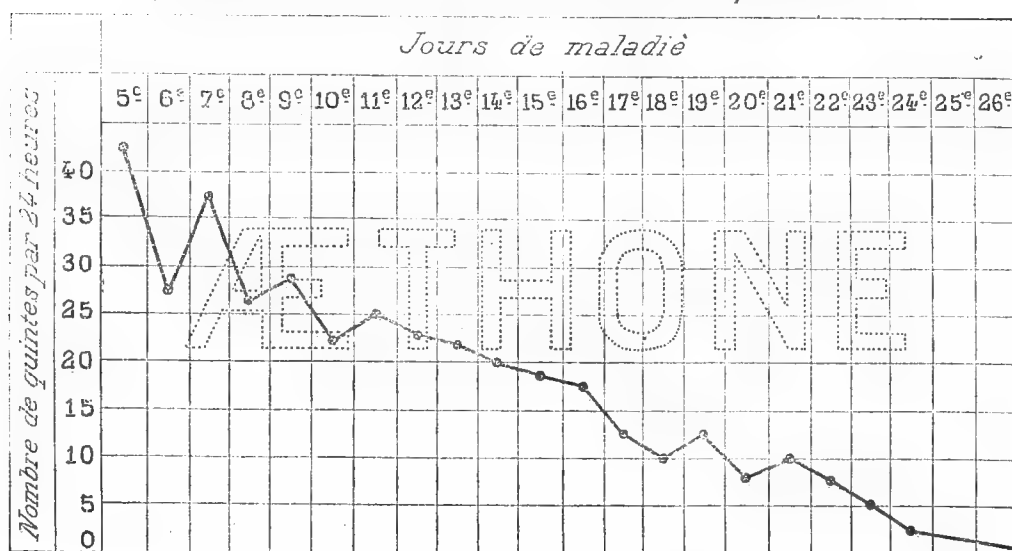 Jours de maladiè
5e 6e 7e 8e 9e 10e 11e 12e 13e 14e 15e 16e 17e 18e 19e 20e 21e 22e 23e 24e 25e 26e
Nombre de quintes par 24 heures
40
35
30
25
20
15
10
5
0
ÆTHONE